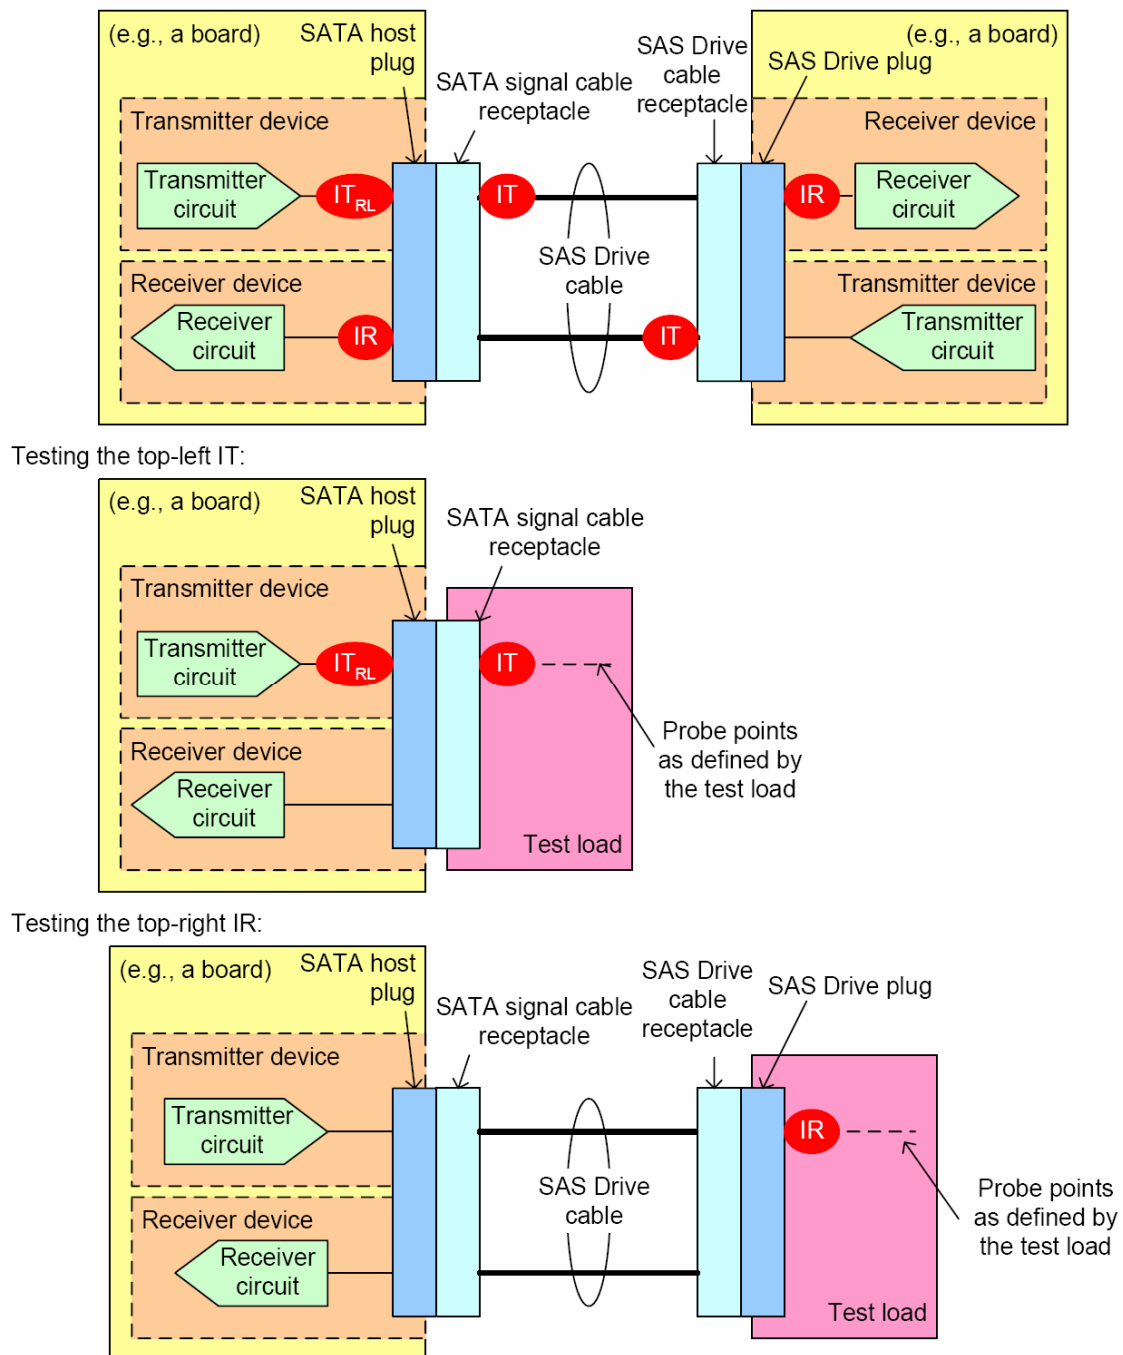 (e.g., a board)
SATA host
plug
SATA signal cable
receptacle
SAS Drive
cable
receptacle
(e.g., a board)
SAS Drive plug
Transmitter device
Transmitter
circuit
ITRL
IT
IR
Receiver device
Receiver
circuit
SAS Drive
cable
Receiver device
Receiver
circuit
IR
IT
Transmitter device
Transmitter
circuit
Testing the top-left IT:
(e.g., a board)
SATA host
plug
SATA signal cable
receptacle
Transmitter device
Transmitter
circuit
ITRL
IT
Probe points
as defined by
the test load
Receiver device
Receiver
circuit
Test load
Testing the top-right IR:
(e.g., a board)
SATA host
plug
SATA signal cable
receptacle
SAS Drive
cable
receptacle
SAS Drive plug
Transmitter device
Transmitter
circuit
IR
SAS Drive
cable
Probe points
as defined by
the test load
Receiver device
Receiver
circuit
Test load